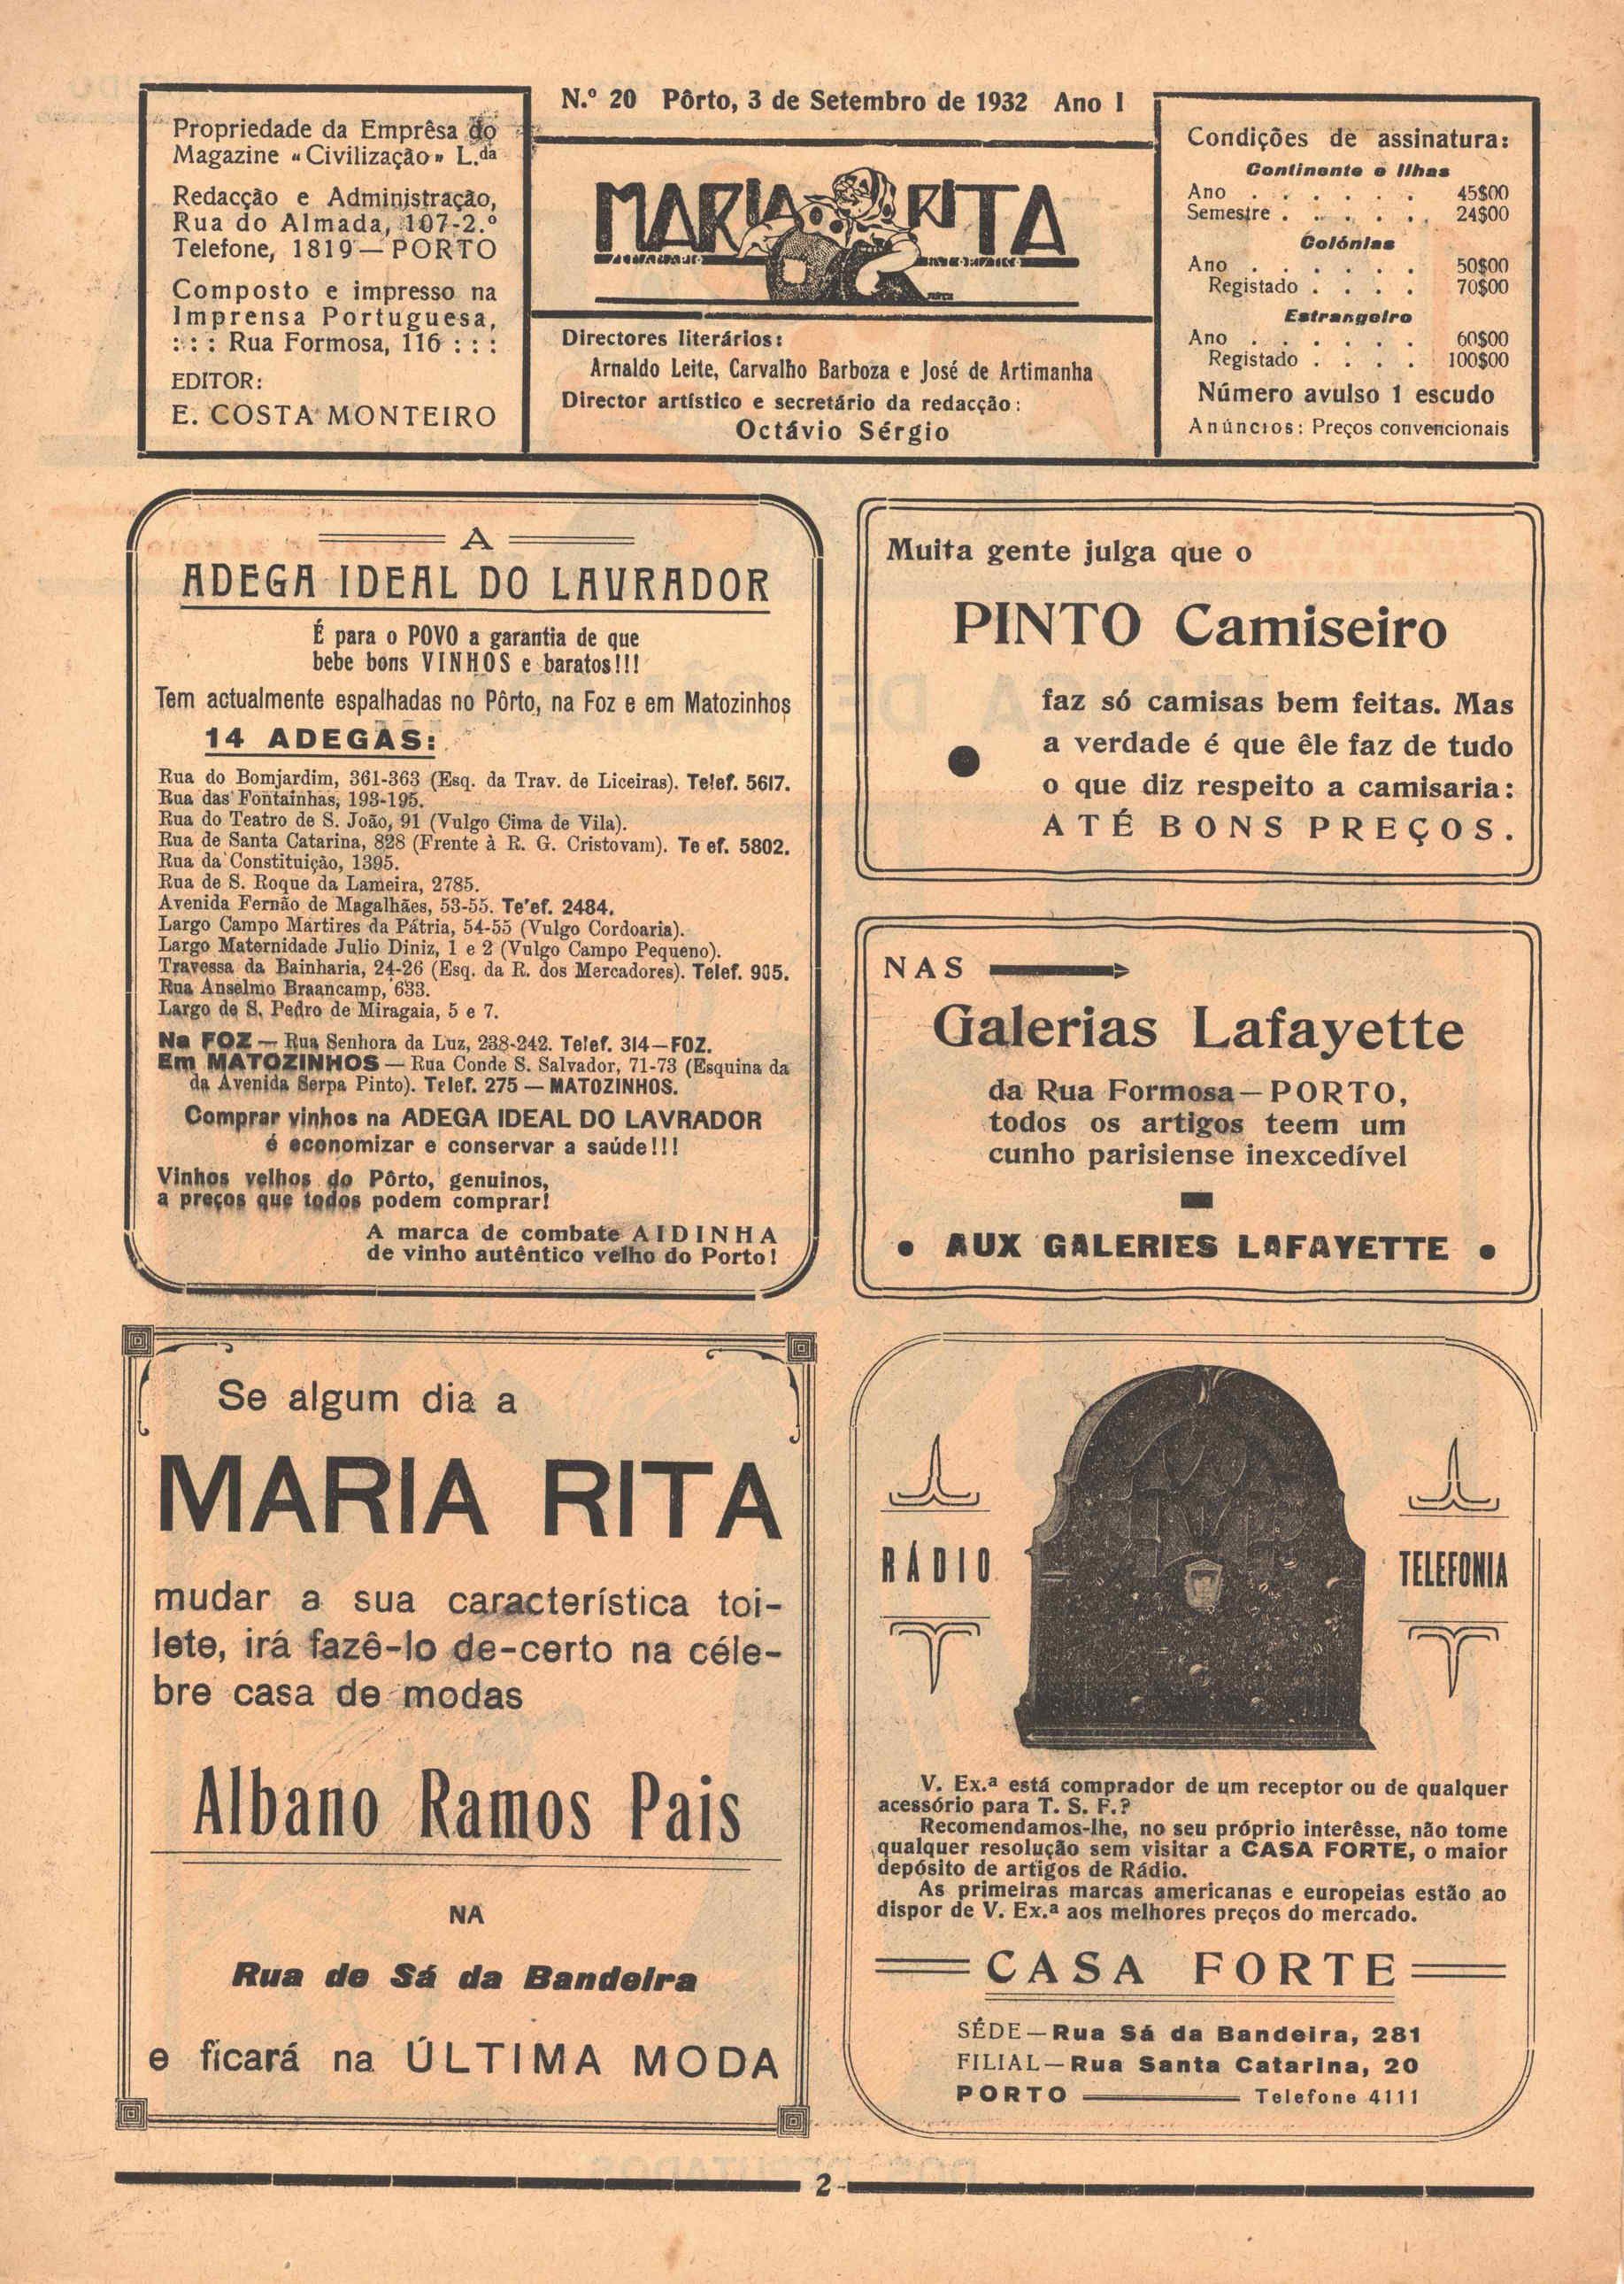 N.º 20 Pôrto, 3 de Setembro de 1932 Ano I
Propriedade da Emprêsa do
Magazine «Civilização» L.da
Redacção e Administração,
Rua do Almada, 107-2.º
Telefone, 1819 — PORTO
Composto e impresso na
Imprensa Portuguesa,
: : : Rua Formosa, 116 : : :
EDITOR:
E. COSTA MONTEIRO
MARIA RITA
Directores literários:
Arnaldo Leite, Carvalho Barboza e José de Artimanha
Director artístico e secretário da redacção:
Octávio Sérgio
Condições de assinatura:
Continente e Ilhas
Ano . . . . . . 45$00
Semestre . . . . . 24$00
Colónias
Ano . . . . . . 50$00
Registado . . . . 70$00
Estrangeiro
Ano . . . . . . 60$00
Registado . . . . 100$00
Número avulso 1 escudo
Anúncios: Preços convencionais
A
ADEGA IDEAL DO LAVRADOR
É para o POVO a garantia de que
bebe bons VINHOS e baratos!!!
Tem actualmente espalhadas no Pôrto, na Foz e em Matozinhos
14 ADEGAS:
Rua do Bomjardim, 361-363 (Esq. da Trav. de Liceiras). Telef. 5617.
Rua das Fontainhas, 193-195.
Rua do Teatro de S. João, 91 (Vulgo Cima de Vila).
Rua de Santa Catarina, 828 (Frente à R. G. Cristovam). Te ef. 5802.
Rua da Constituição, 1395.
Rua de S. Roque da Lameira, 2785.
Avenida Fernão de Magalhães, 53-55. Te'ef. 2484.
Largo Campo Martires da Pátria, 54-55 (Vulgo Cordoaria).
Largo Maternidade Julio Diniz, 1 e 2 (Vulgo Campo Pequeno).
Travessa da Bainharia, 24-26 (Esq. da R. dos Mercadores). Telef. 905.
Rua Anselmo Braancamp, 633.
Largo de S. Pedro de Miragaia, 5 e 7.
Na FOZ — Rua Senhora da Luz, 238-242. Telef. 314—FOZ.
Em MATOZINHOS — Rua Conde S. Salvador, 71-73 (Esquina da
da Avenida Serpa Pinto). Telef. 275 — MATOZINHOS.
Comprar vinhos na ADEGA IDEAL DO LAVRADOR
é economizar e conservar a saúde!!!
Vinhos velhos do Pôrto, genuinos,
a preços que todos podem comprar!
A marca de combate AIDINHA
de vinho autêntico velho do Porto!
Muita gente julga que o
PINTO Camiseiro
faz só camisas bem feitas. Mas
a verdade é que êle faz de tudo
o que diz respeito a camisaria:
ATÉ BONS PREÇOS.
NAS
Galerias Lafayette
da Rua Formosa — PORTO,
todos os artigos teem um
cunho parisiense inexcedível
• AUX GALERIES LAFAYETTE •
Se algum dia a
MARIA RITA
mudar a sua característica toi-
lete, irá fazê-lo de-certo na céle-
bre casa de modas
Albano Ramos Pais
NA
Rua de Sá da Bandeira
e ficará na ÚLTIMA MODA
RÁDIO
TELEFONIA
V. Ex.ª está comprador de um receptor ou de qualquer
acessório para T. S. F.?
Recomendamos-lhe, no seu próprio interêsse, não tome
qualquer resolução sem visitar a CASA FORTE, o maior
depósito de artigos de Rádio.
As primeiras marcas americanas e europeias estão ao
dispor de V. Ex.ª aos melhores preços do mercado.
CASA FORTE
SÉDE — Rua Sá da Bandeira, 281
FILIAL — Rua Santa Catarina, 20
PORTO — Telefone 4111
2